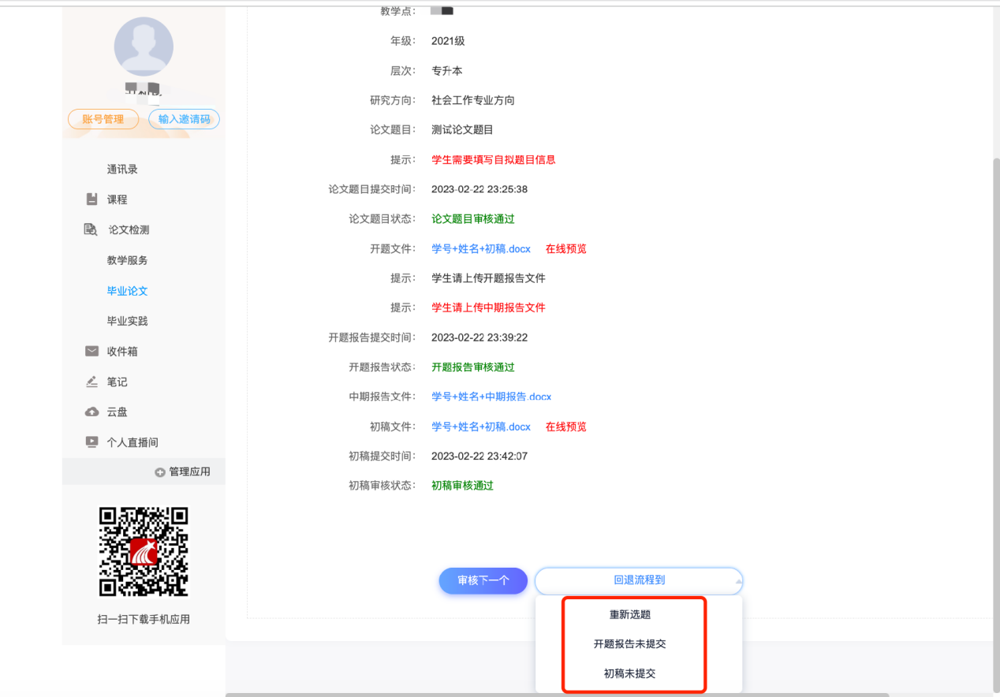 账号管理 输入邀请码
通讯录
课程
论文检测
教学服务
毕业论文
毕业实践
收件箱
笔记
云盘
个人直播间
管理应用
扫一扫下载手机应用
教学点:
年级: 2021级
层次: 专升本
研究方向: 社会工作专业方向
论文题目: 测试论文题目
提示: 学生需要填写自拟题目信息
论文题目提交时间: 2023-02-22 23:25:38
论文题目状态: 论文题目审核通过
开题文件: 学号+姓名+初稿.docx 在线预览
提示: 学生请上传开题报告文件
提示: 学生请上传中期报告文件
开题报告提交时间: 2023-02-22 23:39:22
开题报告状态: 开题报告审核通过
中期报告文件: 学号+姓名+中期报告.docx
初稿文件: 学号+姓名+初稿.docx 在线预览
初稿提交时间: 2023-02-22 23:42:07
初稿审核状态: 初稿审核通过
审核下一个 回退流程到
重新选题
开题报告未提交
初稿未提交